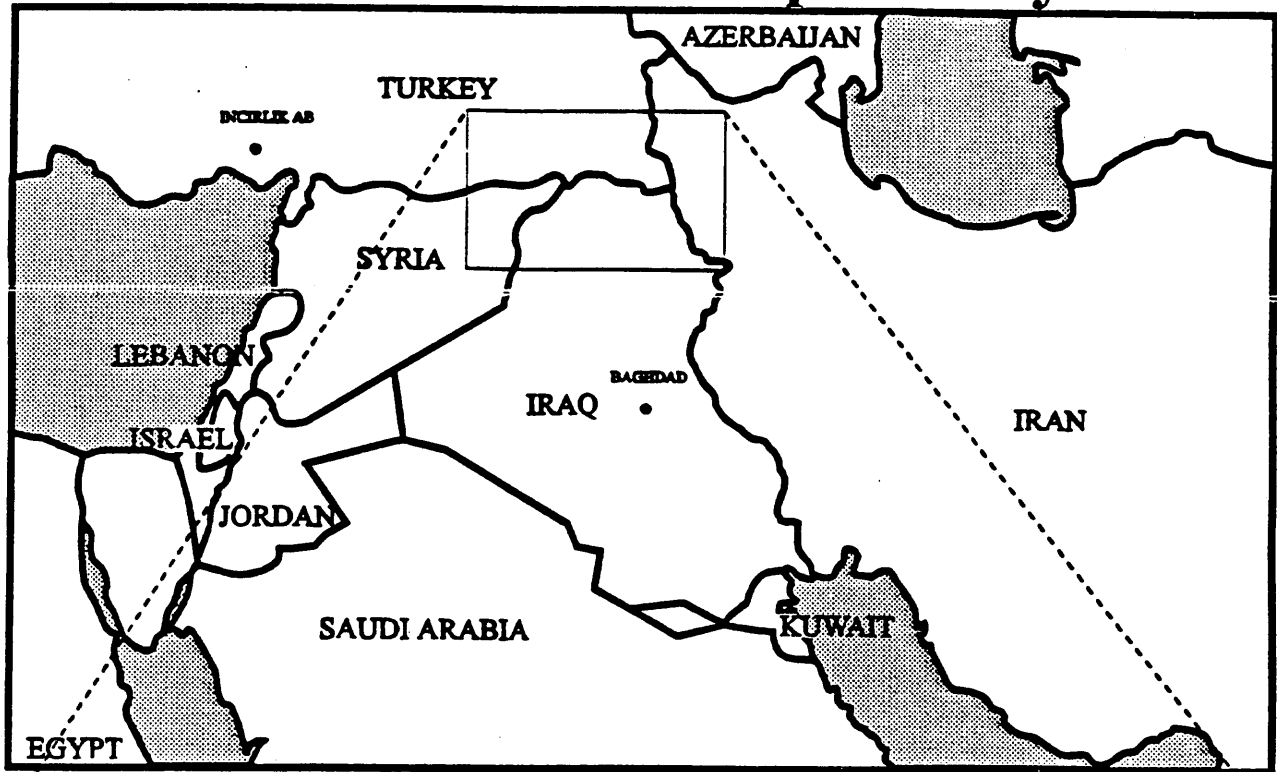 AZERBAIJAN
TURKEY
INCIRLIK AB
SYRIA
LEBANON
BAGHDAD
IRAQ
IRAN
ISRAEL
JORDAN
SAUDI ARABIA
KUWAIT
EGYPT